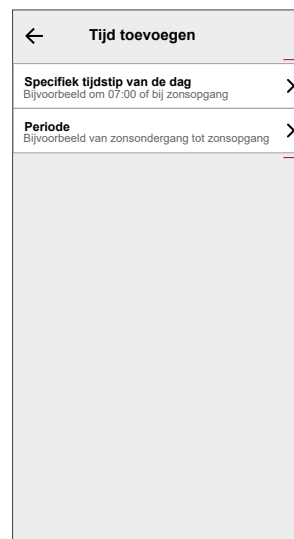 Tijd toevoegen
Specifiek tijdstip van de dag
Bijvoorbeeld om 07:00 of bij zonsopgang
Periode
Bijvoorbeeld van zonsondergang tot zonsopgang